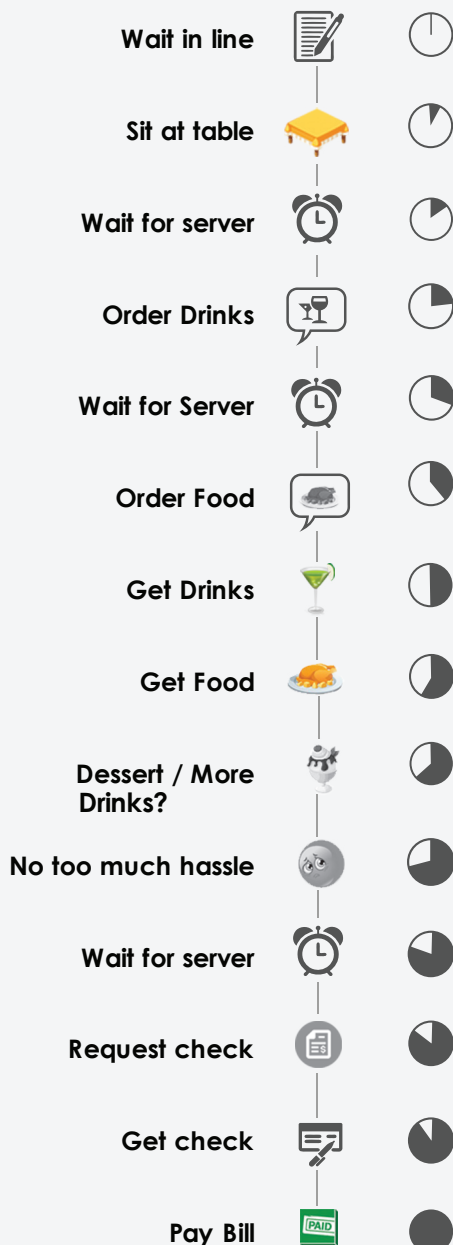 Wait in line
Sit at table
Wait for server
Order Drinks
Wait for Server
Order Food
Get Drinks
Get Food
Dessert / More
Drinks?
No too much hassle
Wait for server
Request check
Get check
Pay Bill
PAID